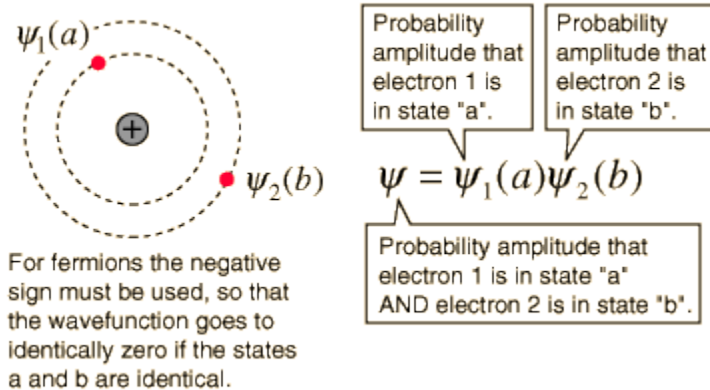 ψ₁(a)
+
ψ₂(b)
For fermions the negative
sign must be used, so that
the wavefunction goes to
identically zero if the states
a and b are identical.
Probability
amplitude that
electron 1 is
in state "a".
Probability
amplitude that
electron 2 is
in state "b".
ψ = ψ₁(a)ψ₂(b)
Probability amplitude that
electron 1 is in state "a"
AND electron 2 is in state "b".